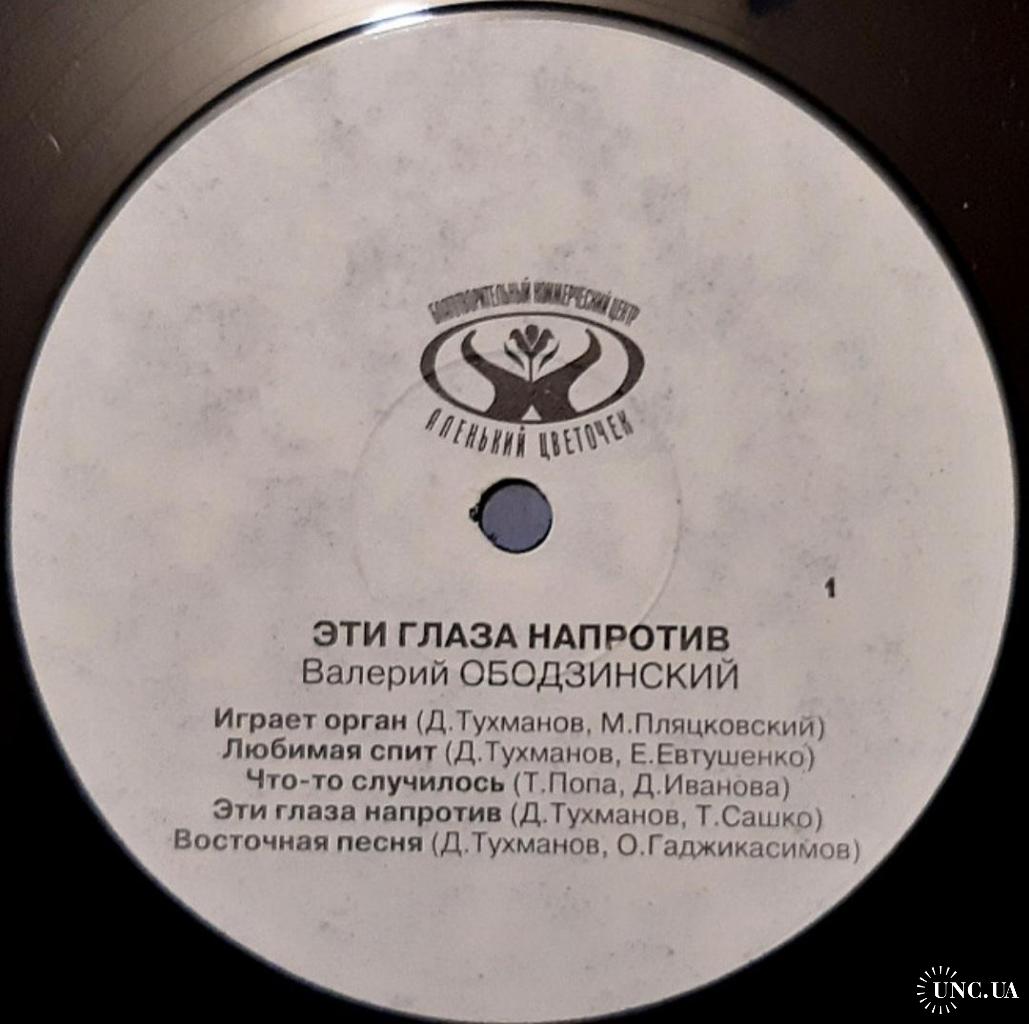 БЛАГОТВОРИТЕЛЬНЫЙ КОММЕРЧЕСКИЙ ЦЕНТР
АЛЕНЬКИЙ ЦВЕТОЧЕК
1
ЭТИ ГЛАЗА НАПРОТИВ
Валерий ОБОДЗИНСКИЙ
Играет орган (Д.Тухманов, М.Пляцковский)
Любимая спит (Д.Тухманов, Е.Евтушенко)
Что-то случилось (Т.Попа, Д.Иванова)
Эти глаза напротив (Д.Тухманов, Т.Сашко)
Восточная песня (Д.Тухманов, О.Гаджикасимов)
UNC.UA